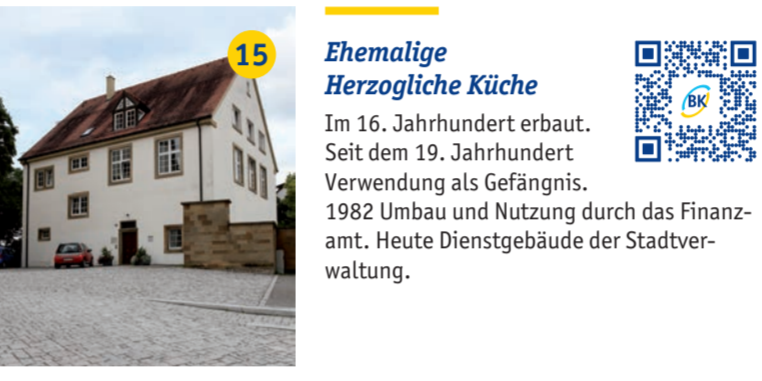 15
Ehemalige
Herzogliche Küche
BK
Im 16. Jahrhundert erbaut.
Seit dem 19. Jahrhundert
Verwendung als Gefängnis.
1982 Umbau und Nutzung durch das Finanz-
amt. Heute Dienstgebäude der Stadtver-
waltung.